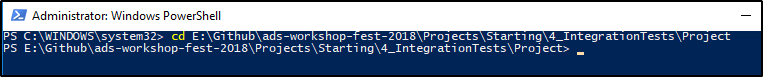 Administrator: Windows PowerShell
PS C:\WINDOWS\system32> cd E:\Github\ads-workshop-fest-2018\Projects\Starting\4_IntegrationTests\Project
PS E:\Github\ads-workshop-fest-2018\Projects\Starting\4_IntegrationTests\Project>